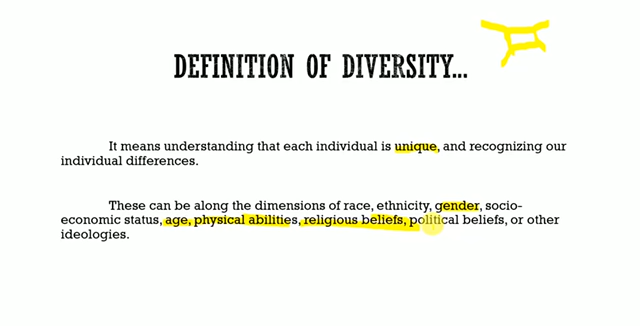 DEFINITION OF DIVERSITY...
It means understanding that each individual is unique, and recognizing our
individual differences.
These can be along the dimensions of race, ethnicity, gender, socio-
economic status, age, physical abilities, religious beliefs, political beliefs, or other
ideologies.